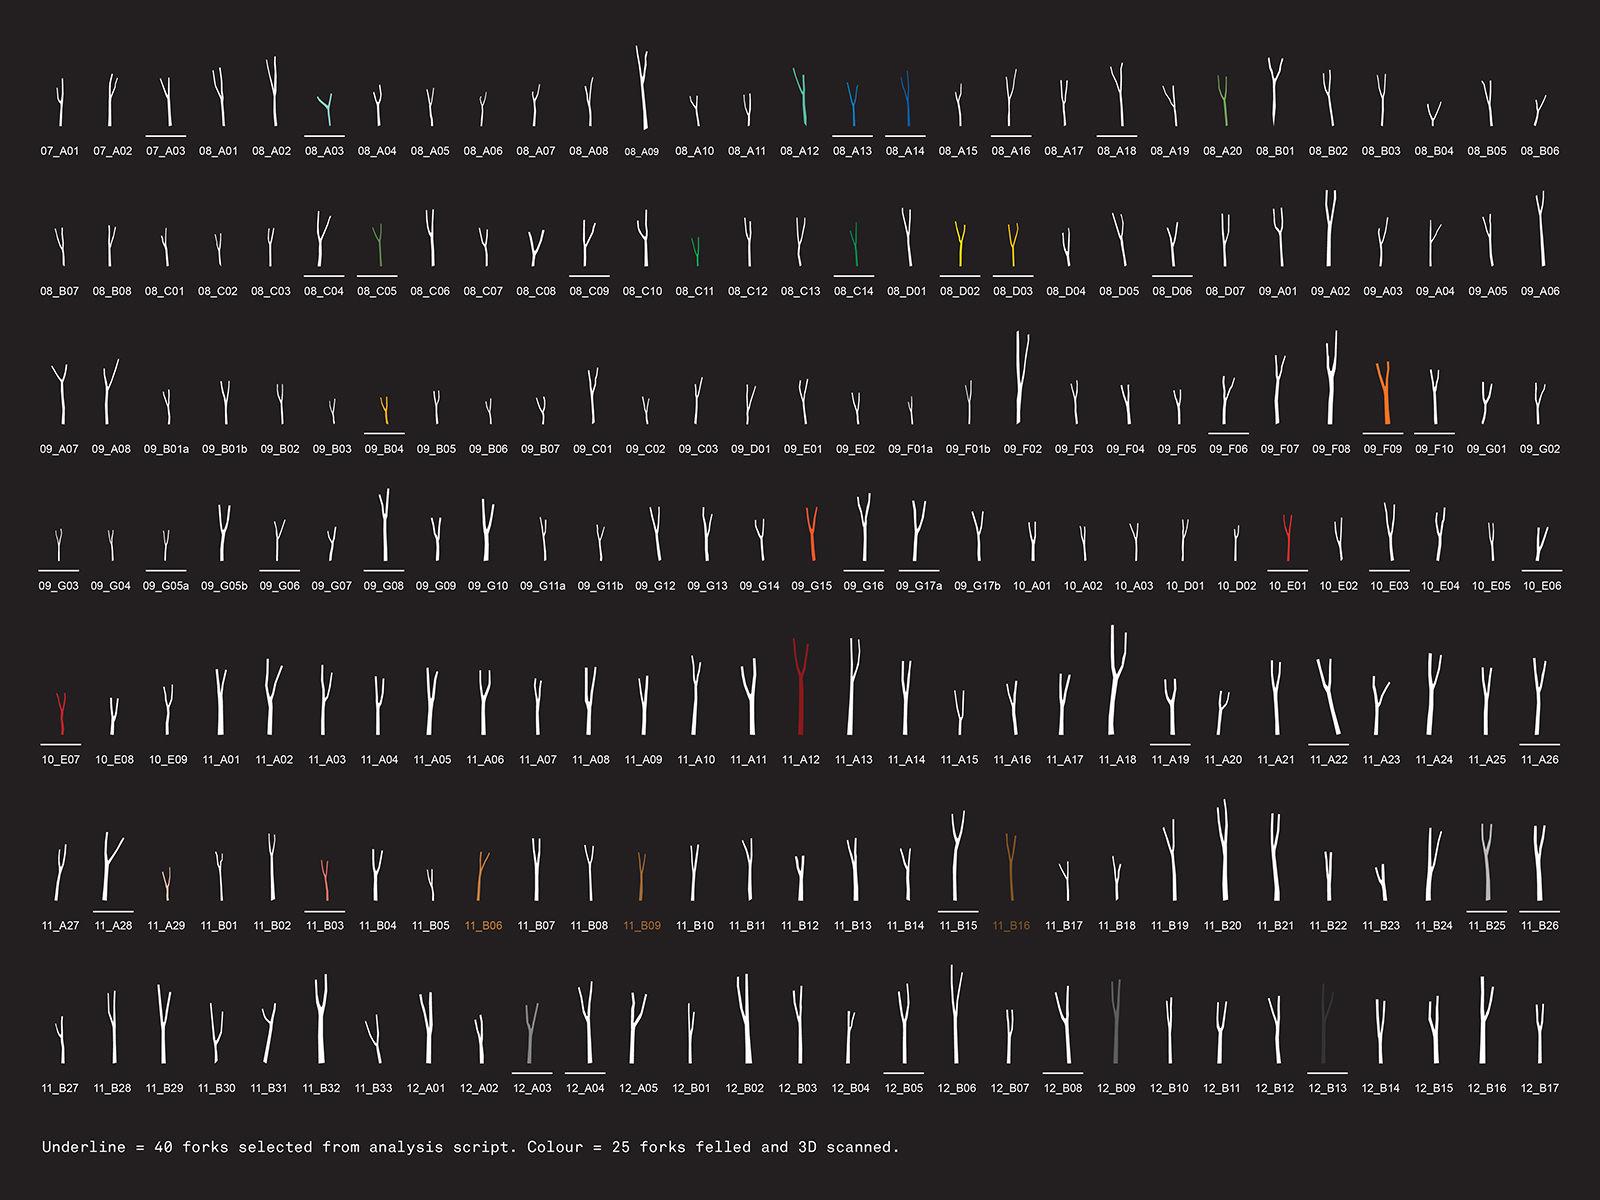 07_A01 07_A02 07_A03 08_A01 08_A02 08_A03 08_A04 08_A05 08_A06 08_A07 08_A08 08_A09 08_A10 08_A11 08_A12 08_A13 08_A14 08_A15 08_A16 08_A17 08_A18 08_A19 08_A20 08_B01 08_B02 08_B03 08_B04 08_B05 08_B06
08_B07 08_B08 08_C01 08_C02 08_C03 08_C04 08_C05 08_C06 08_C07 08_C08 08_C09 08_C10 08_C11 08_C12 08_C13 08_C14 08_D01 08_D02 08_D03 08_D04 08_D05 08_D06 08_D07 09_A01 09_A02 09_A03 09_A04 09_A05 09_A06
09_A07 09_A08 09_B01a 09_B01b 09_B02 09_B03 09_B04 09_B05 09_B06 09_B07 09_C01 09_C02 09_C03 09_D01 09_E01 09_E02 09_F01a 09_F01b 09_F02 09_F03 09_F04 09_F05 09_F06 09_F07 09_F08 09_F09 09_F10 09_G01 09_G02
09_G03 09_G04 09_G05a 09_G05b 09_G06 09_G07 09_G08 09_G09 09_G10 09_G11a 09_G11b 09_G12 09_G13 09_G14 09_G15 09_G16 09_G17a 09_G17b 10_A01 10_A02 10_A03 10_D01 10_D02 10_E01 10_E02 10_E03 10_E04 10_E05 10_E06
10_E07 10_E08 10_E09 11_A01 11_A02 11_A03 11_A04 11_A05 11_A06 11_A07 11_A08 11_A09 11_A10 11_A11 11_A12 11_A13 11_A14 11_A15 11_A16 11_A17 11_A18 11_A19 11_A20 11_A21 11_A22 11_A23 11_A24 11_A25 11_A26
11_A27 11_A28 11_A29 11_B01 11_B02 11_B03 11_B04 11_B05 11_B06 11_B07 11_B08 11_B09 11_B10 11_B11 11_B12 11_B13 11_B14 11_B15 11_B16 11_B17 11_B18 11_B19 11_B20 11_B21 11_B22 11_B23 11_B24 11_B25 11_B26
11_B27 11_B28 11_B29 11_B30 11_B31 11_B32 11_B33 12_A01 12_A02 12_A03 12_A04 12_A05 12_B01 12_B02 12_B03 12_B04 12_B05 12_B06 12_B07 12_B08 12_B09 12_B10 12_B11 12_B12 12_B13 12_B14 12_B15 12_B16 12_B17
Underline = 40 forks selected from analysis script. Colour = 25 forks felled and 3D scanned.